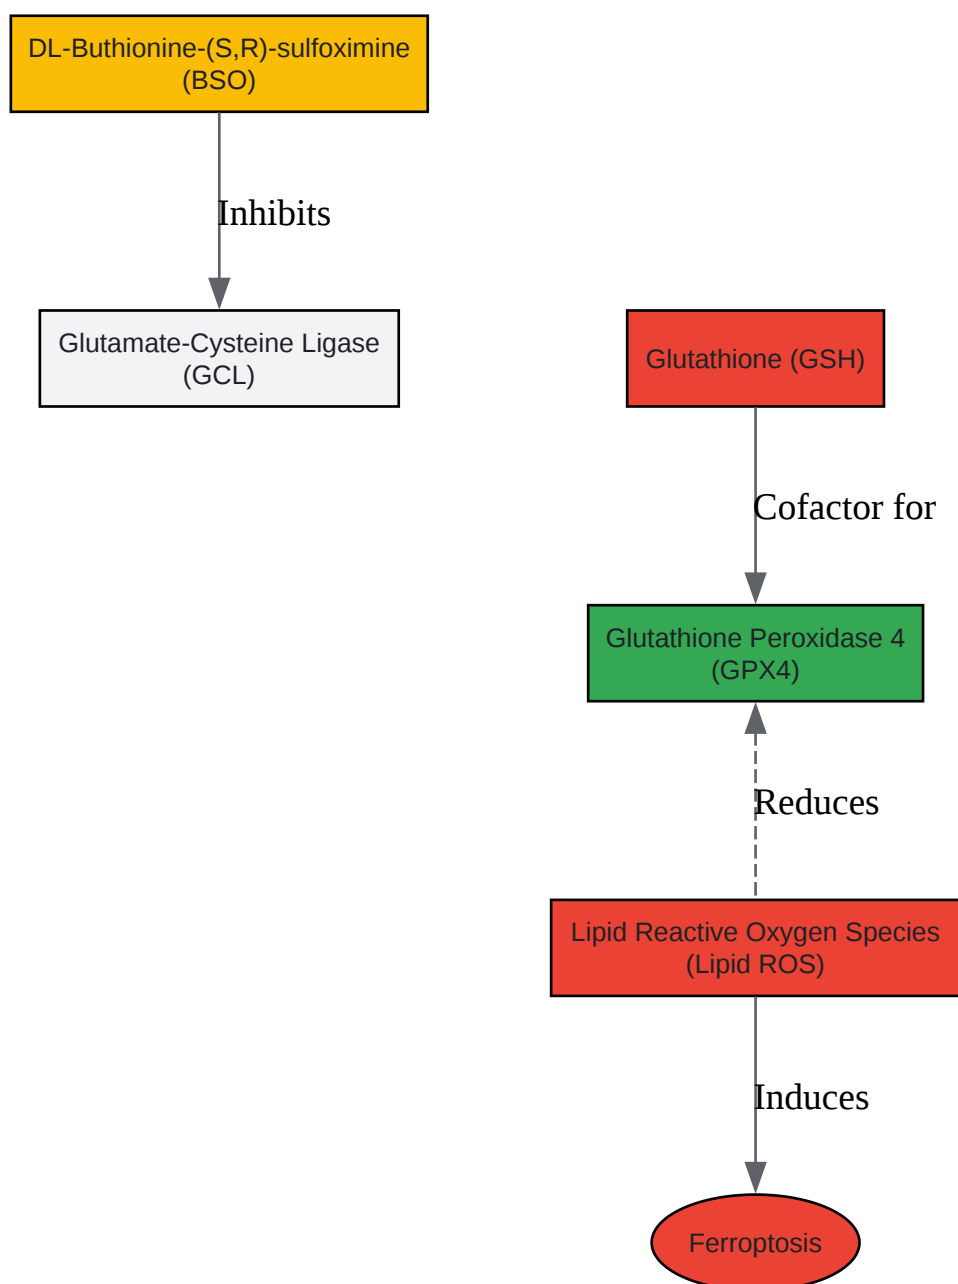 DL-Buthionine-(S,R)-sulfoximine
(BSO)
Inhibits
Glutamate-Cysteine Ligase
(GCL)
Glutathione (GSH)
Cofactor for
Glutathione Peroxidase 4
(GPX4)
Reduces
Lipid Reactive Oxygen Species
(Lipid ROS)
Induces
Ferroptosis